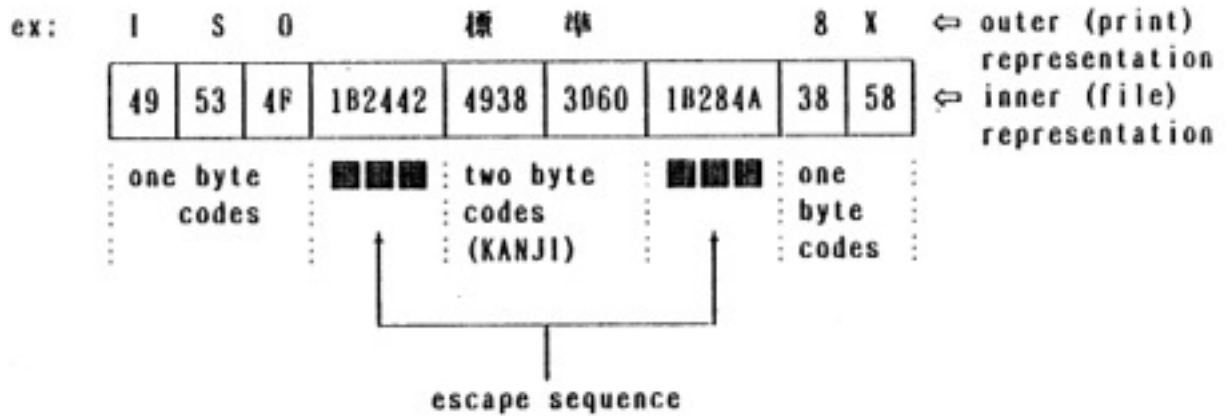 ex: I S O 標 準 8 X ⇦ outer (print)
representation
49 53 4F 1B2442 4938 3060 1B284A 38 58 ⇦ inner (file)
representation
one byte two byte one
codes codes byte
(KANJI) codes
escape sequence